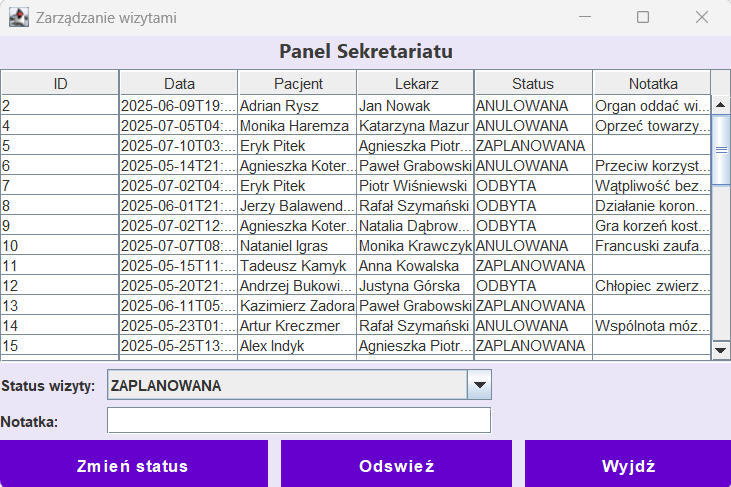 Zarządzanie wizytami
Panel Sekretariatu
ID Data Pacjent Lekarz Status Notatka
2 2025-06-09T19:... Adrian Rysz Jan Nowak ANULOWANA Organ oddać wi...
4 2025-07-05T04:... Monika Haremza Katarzyna Mazur ANULOWANA Oprzeć towarzy...
5 2025-07-10T03:... Eryk Pitek Agnieszka Piotr... ZAPLANOWANA
6 2025-05-14T21:... Agnieszka Koter... Paweł Grabowski ANULOWANA Przeciw korzyst...
7 2025-07-02T04:... Eryk Pitek Piotr Wiśniewski ODBYTA Wątpliwość bez...
8 2025-06-01T21:... Jerzy Balawend... Rafał Szymański ODBYTA Działanie koron...
9 2025-07-02T12:... Agnieszka Koter... Natalia Dąbrow... ODBYTA Gra korzeń kost...
10 2025-07-07T08:... Nataniel Igras Monika Krawczyk ANULOWANA Francuski zaufa...
11 2025-05-15T11:... Tadeusz Kamyk Anna Kowalska ZAPLANOWANA
12 2025-05-20T21:... Andrzej Bukowi... Justyna Górska ODBYTA Chłopiec zwierz...
13 2025-06-11T05:... Kazimierz Zadora Paweł Grabowski ZAPLANOWANA
14 2025-05-23T01:... Artur Kreczmer Rafał Szymański ANULOWANA Wspólnota móz...
15 2025-05-25T13:... Alex Indyk Agnieszka Piotr... ZAPLANOWANA
Status wizyty: ZAPLANOWANA
Notatka:
Zmień status Odswież Wyjdź